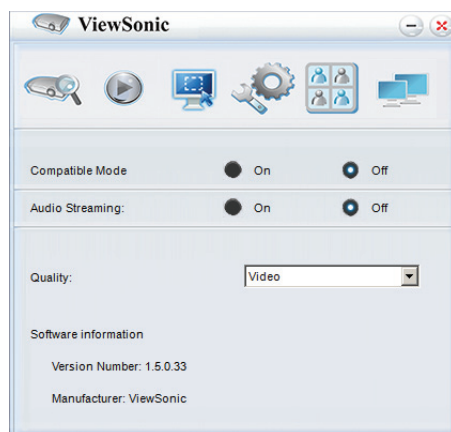 ViewSonic
Compatible Mode On Off
Audio Streaming: On Off
Quality: Video
Software information
Version Number: 1.5.0.33
Manufacturer: ViewSonic